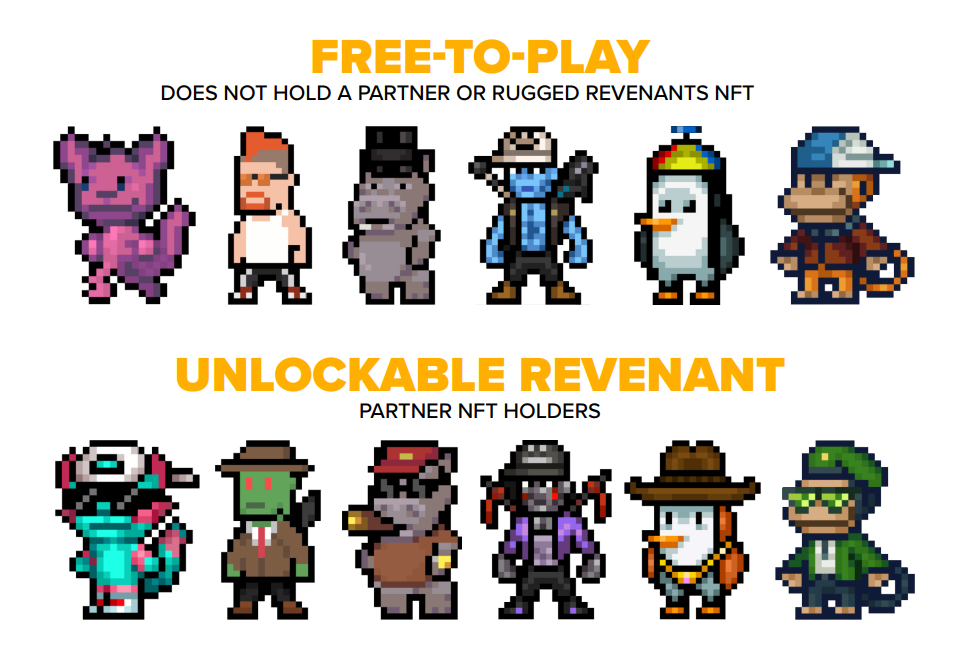 FREE-TO-PLAY
DOES NOT HOLD A PARTNER OR RUGGED REVENANTS NFT
UNLOCKABLE REVENANT
PARTNER NFT HOLDERS